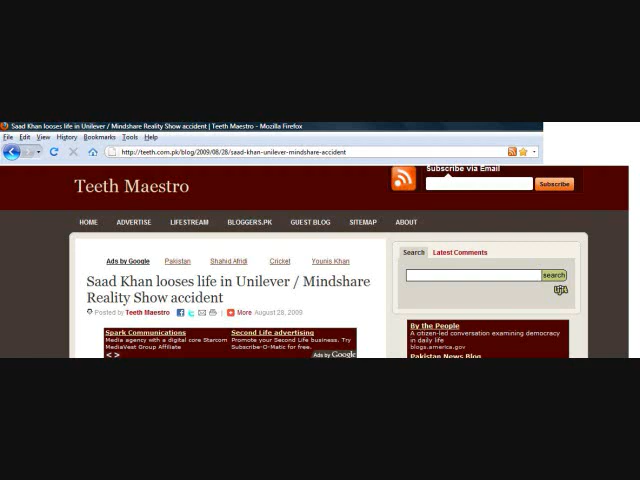 Saad Khan looses life in Unilever / Mindshare Reality Show accident | Teeth Maestro - Mozilla Firefox
File Edit View History Bookmarks Tools Help
http://teeth.com.pk/blog/2009/08/28/saad-khan-unilever-mindshare-accident
Subscribe via Email
Teeth Maestro
Subscribe
HOME ADVERTISE LIFESTREAM BLOGGERS.PK GUEST BLOG SITEMAP ABOUT
Search Latest Comments
Ads by Google Pakistan Shahid Afridi Cricket Younis Khan
search
Saad Khan looses life in Unilever / Mindshare
Reality Show accident
Posted by Teeth Maestro | More August 28, 2009
Spark Communications
Media agency with a digital core Starcom
MediaVest Group Affiliate
Second Life advertising
Promote your Second Life business. Try
Subscribe-O-Matic for free.
< > Ads by Google
By the People
A citizen-led conversation examining democracy
in daily life
blogs.america.gov
Pakistan News Blog